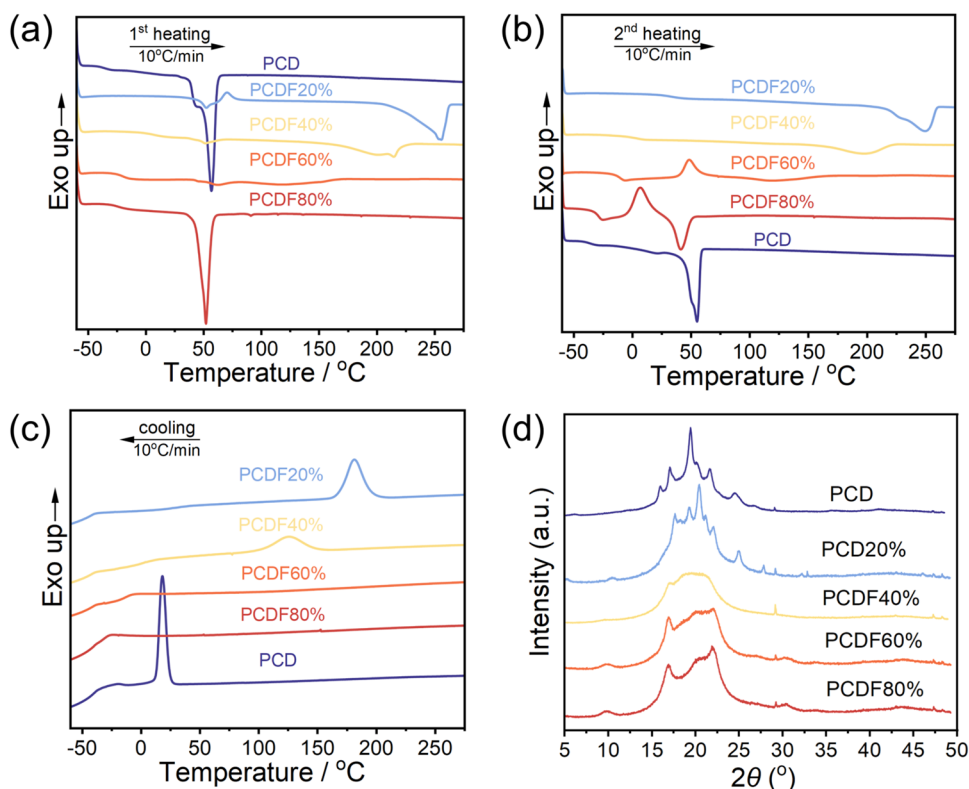 (a)
1st heating
10°C/min
PCD
PCDF20%
PCDF40%
PCDF60%
PCDF80%
Exo up
-50 0 50 100 150 200 250
Temperature / °C
(b)
2nd heating
10°C/min
PCDF20%
PCDF40%
PCDF60%
PCDF80%
PCD
Exo up
-50 0 50 100 150 200 250
Temperature / °C
(c)
cooling
10°C/min
PCDF20%
PCDF40%
PCDF60%
PCDF80%
PCD
Exo up
-50 0 50 100 150 200 250
Temperature / °C
(d)
PCD
PCD20%
PCDF40%
PCDF60%
PCDF80%
Intensity (a.u.)
5 10 15 20 25 30 35 40 45 50
2θ (°)